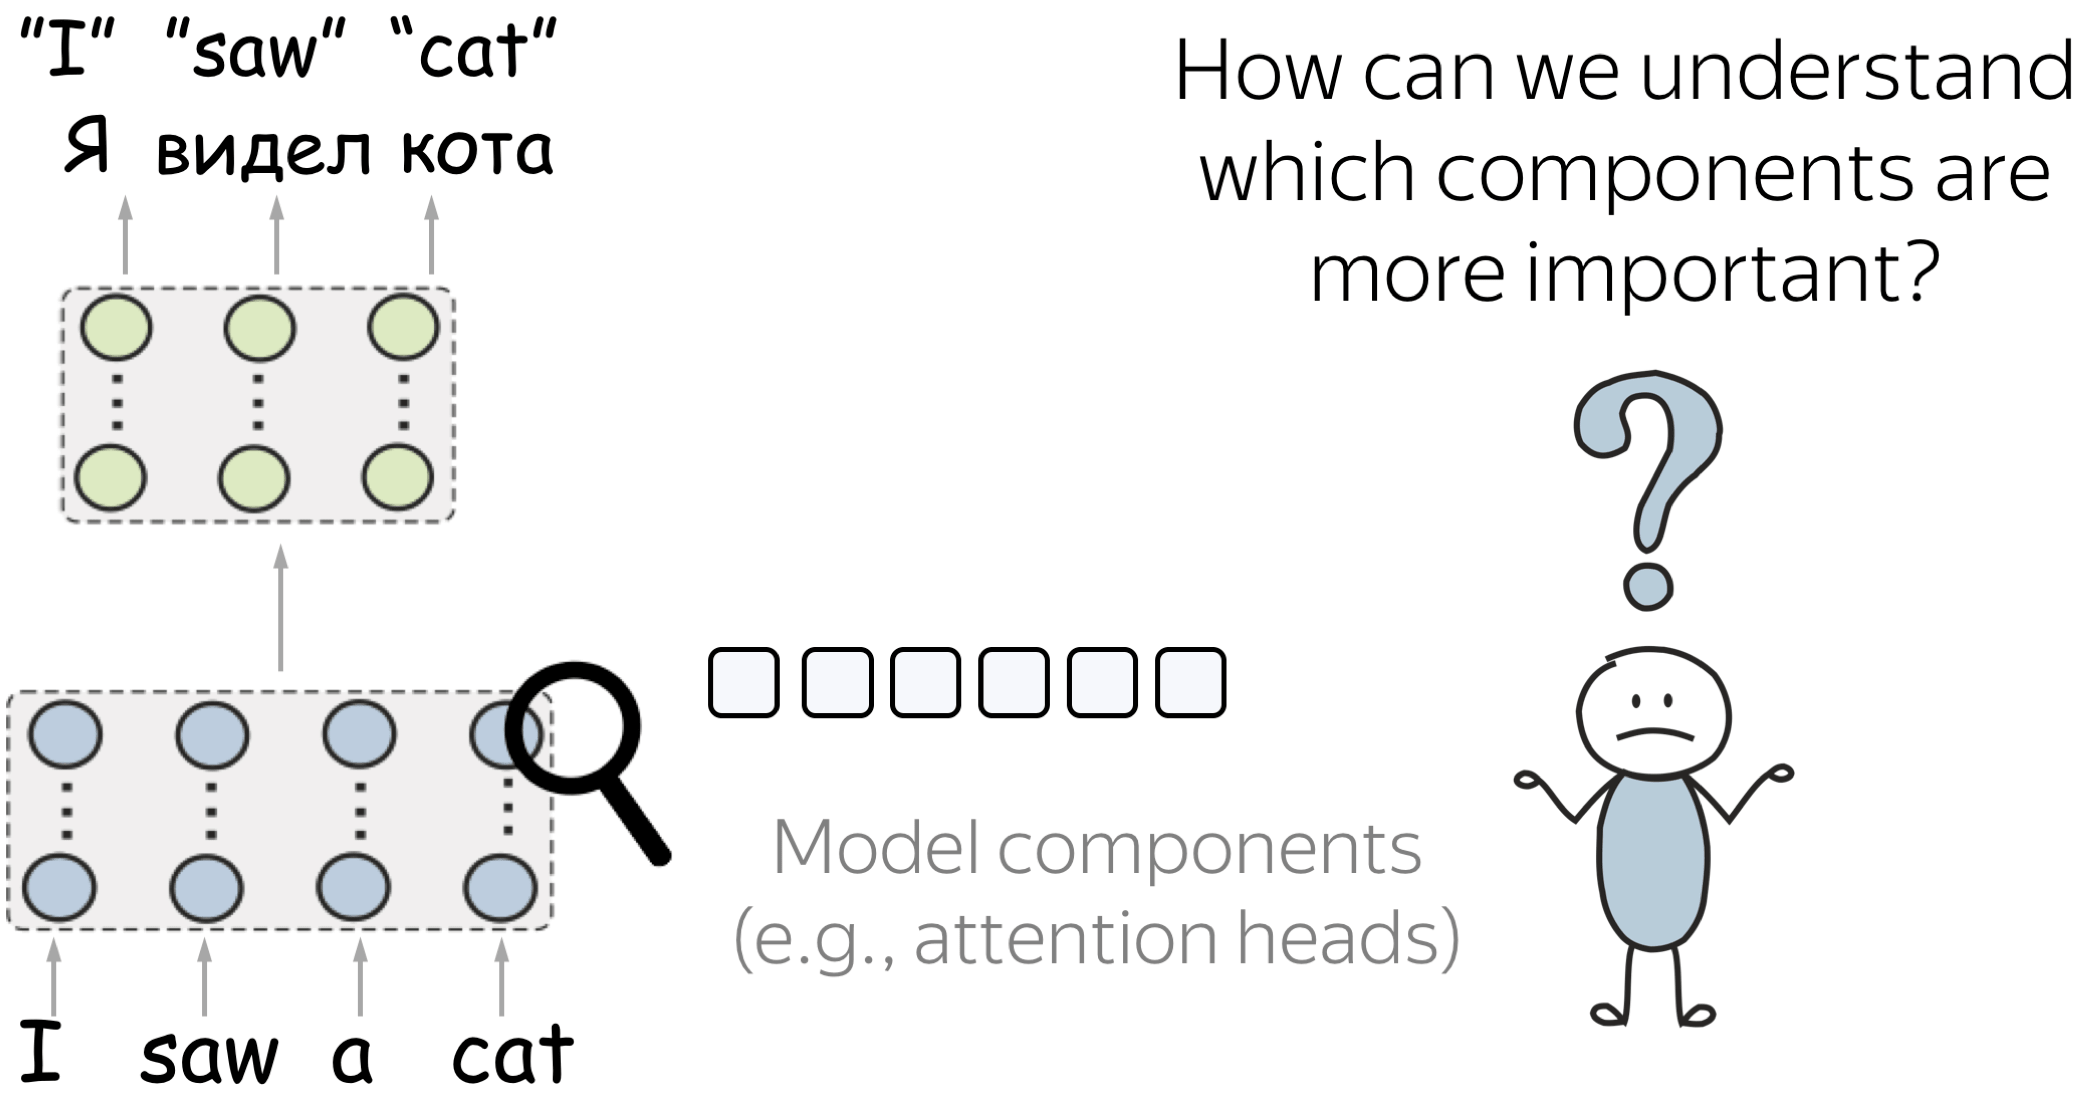 "I" "saw" “cat”
Я видел кота
I saw a cat
Model components
(e.g., attention heads)
How can we understand
which components are
more important?
?